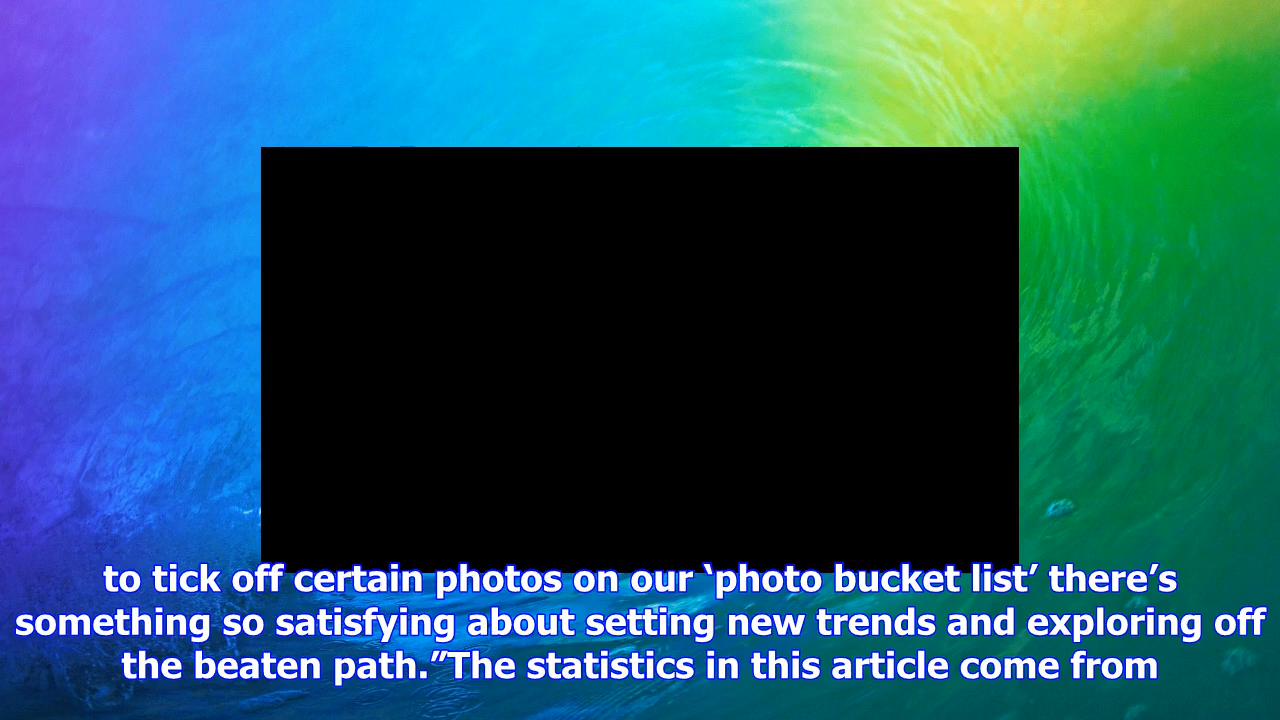 to tick off certain photos on our ‘photo bucket list’ there’s
something so satisfying about setting new trends and exploring off
the beaten path.”The statistics in this article come from